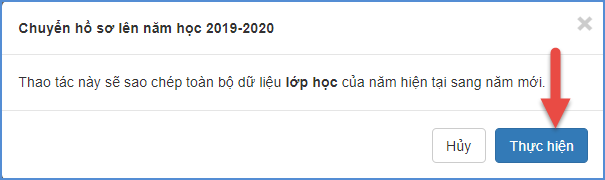 Chuyển hồ sơ lên năm học 2019-2020
×
Thao tác này sẽ sao chép toàn bộ dữ liệu lớp học của năm hiện tại sang năm mới.
Hủy
Thực hiện